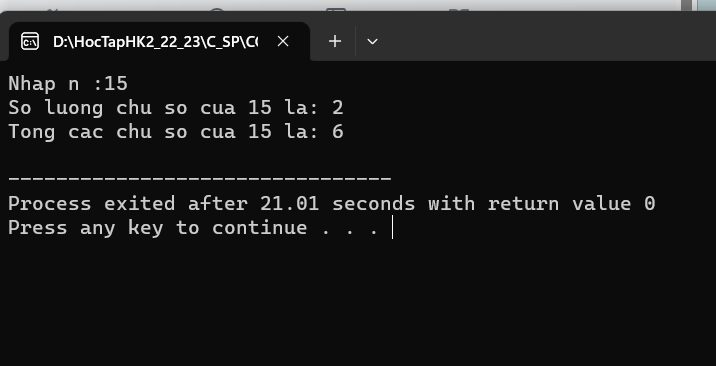 D:\HocTapHK2_22_23\C_SP\C
Nhap n :15
So luong chu so cua 15 la: 2
Tong cac chu so cua 15 la: 6
--------------------------------
Process exited after 21.01 seconds with return value 0
Press any key to continue . . .